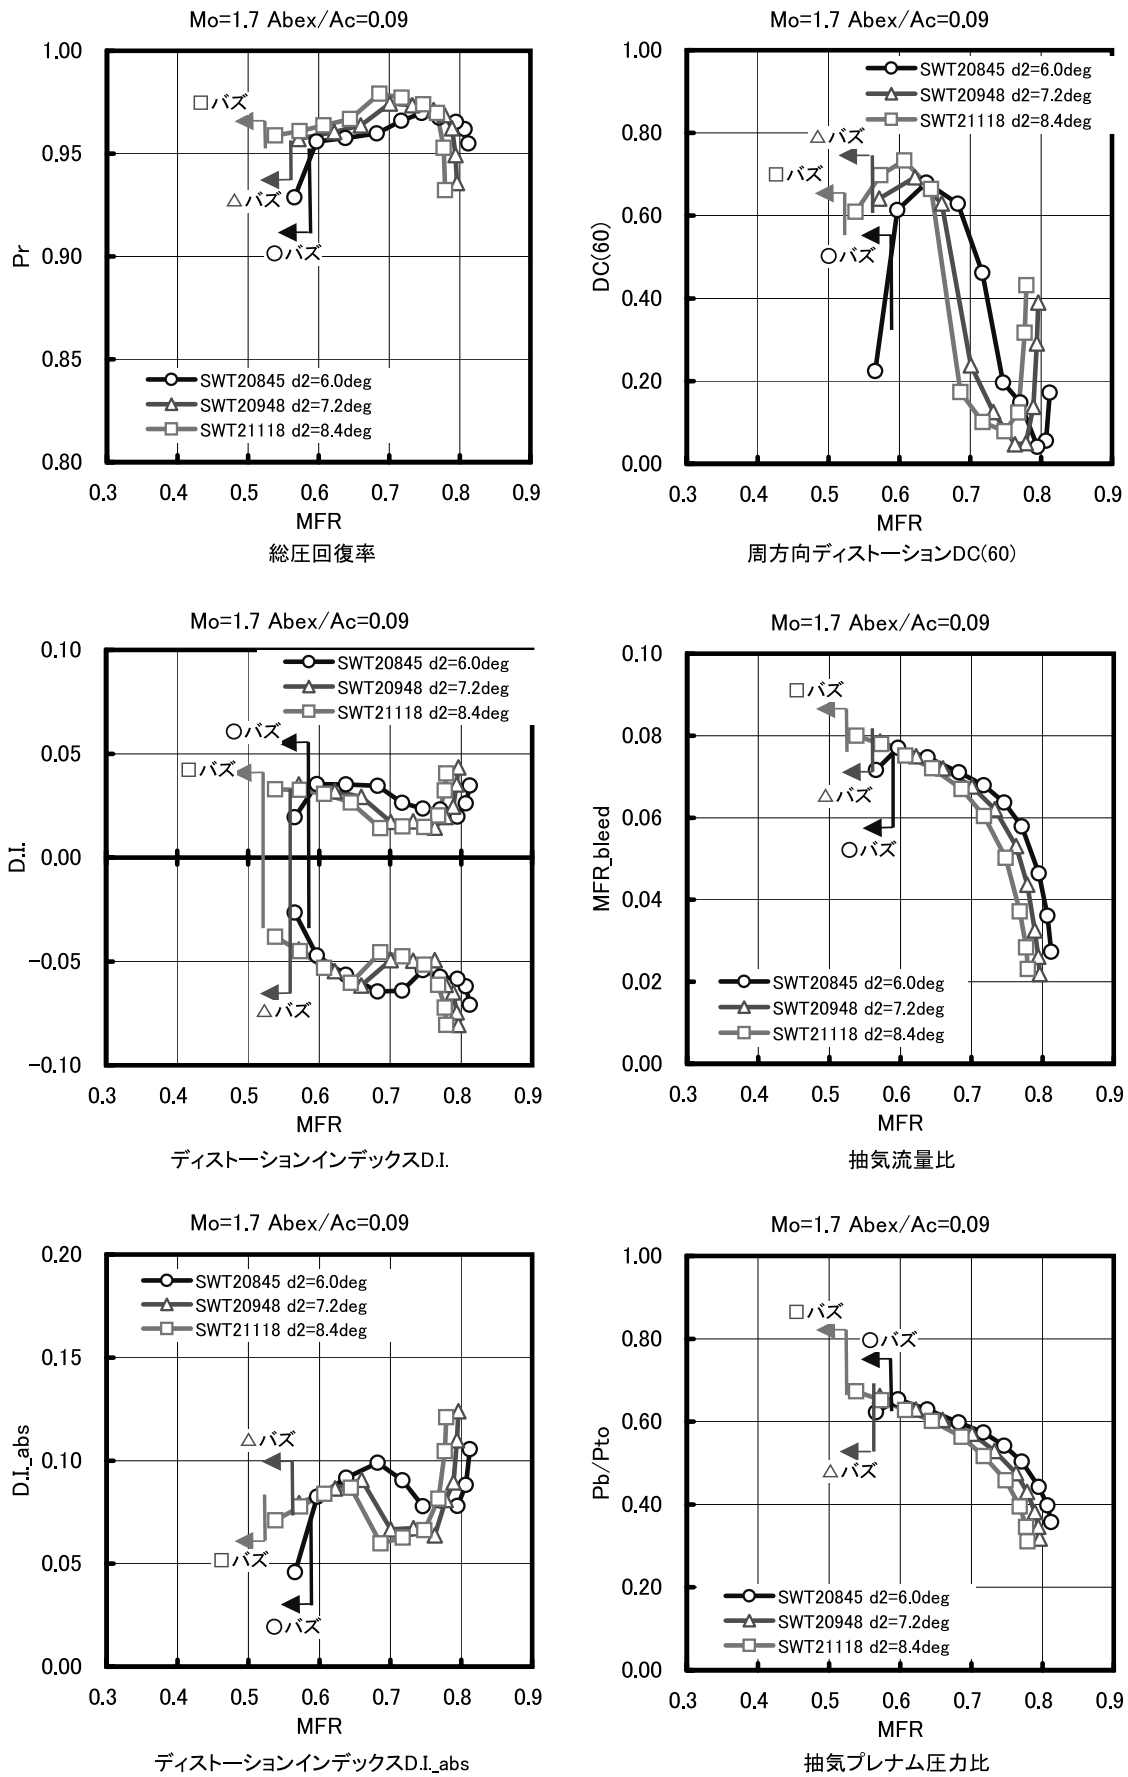 Mo=1.7 Abex/Ac=0.09
1.00
0.95
0.90
0.85
0.80
Pr
□バズ
△バズ
○バズ
SWT20845 d2=6.0deg
SWT20948 d2=7.2deg
SWT21118 d2=8.4deg
0.3 0.4 0.5 0.6 0.7 0.8 0.9
MFR
総圧回復率
Mo=1.7 Abex/Ac=0.09
1.00
0.80
0.60
0.40
0.20
0.00
DC(60)
SWT20845 d2=6.0deg
SWT20948 d2=7.2deg
SWT21118 d2=8.4deg
△バズ
□バズ
○バズ
0.3 0.4 0.5 0.6 0.7 0.8 0.9
MFR
周方向ディストーションDC(60)
Mo=1.7 Abex/Ac=0.09
0.10
0.05
0.00
-0.05
-0.10
D.I.
SWT20845 d2=6.0deg
SWT20948 d2=7.2deg
SWT21118 d2=8.4deg
○バズ
□バズ
△バズ
0.3 0.4 0.5 0.6 0.7 0.8 0.9
MFR
ディストーションインデックスD.I.
Mo=1.7 Abex/Ac=0.09
0.10
0.08
0.06
0.04
0.02
0.00
MFR_bleed
□バズ
△バズ
○バズ
SWT20845 d2=6.0deg
SWT20948 d2=7.2deg
SWT21118 d2=8.4deg
0.3 0.4 0.5 0.6 0.7 0.8 0.9
MFR
抽気流量比
Mo=1.7 Abex/Ac=0.09
0.20
0.15
0.10
0.05
0.00
D.I._abs
SWT20845 d2=6.0deg
SWT20948 d2=7.2deg
SWT21118 d2=8.4deg
△バズ
□バズ
○バズ
0.3 0.4 0.5 0.6 0.7 0.8 0.9
MFR
ディストーションインデックスD.I._abs
Mo=1.7 Abex/Ac=0.09
1.00
0.80
0.60
0.40
0.20
0.00
Pb/Pto
□バズ
○バズ
△バズ
SWT20845 d2=6.0deg
SWT20948 d2=7.2deg
SWT21118 d2=8.4deg
0.3 0.4 0.5 0.6 0.7 0.8 0.9
MFR
抽気プレナム圧力比